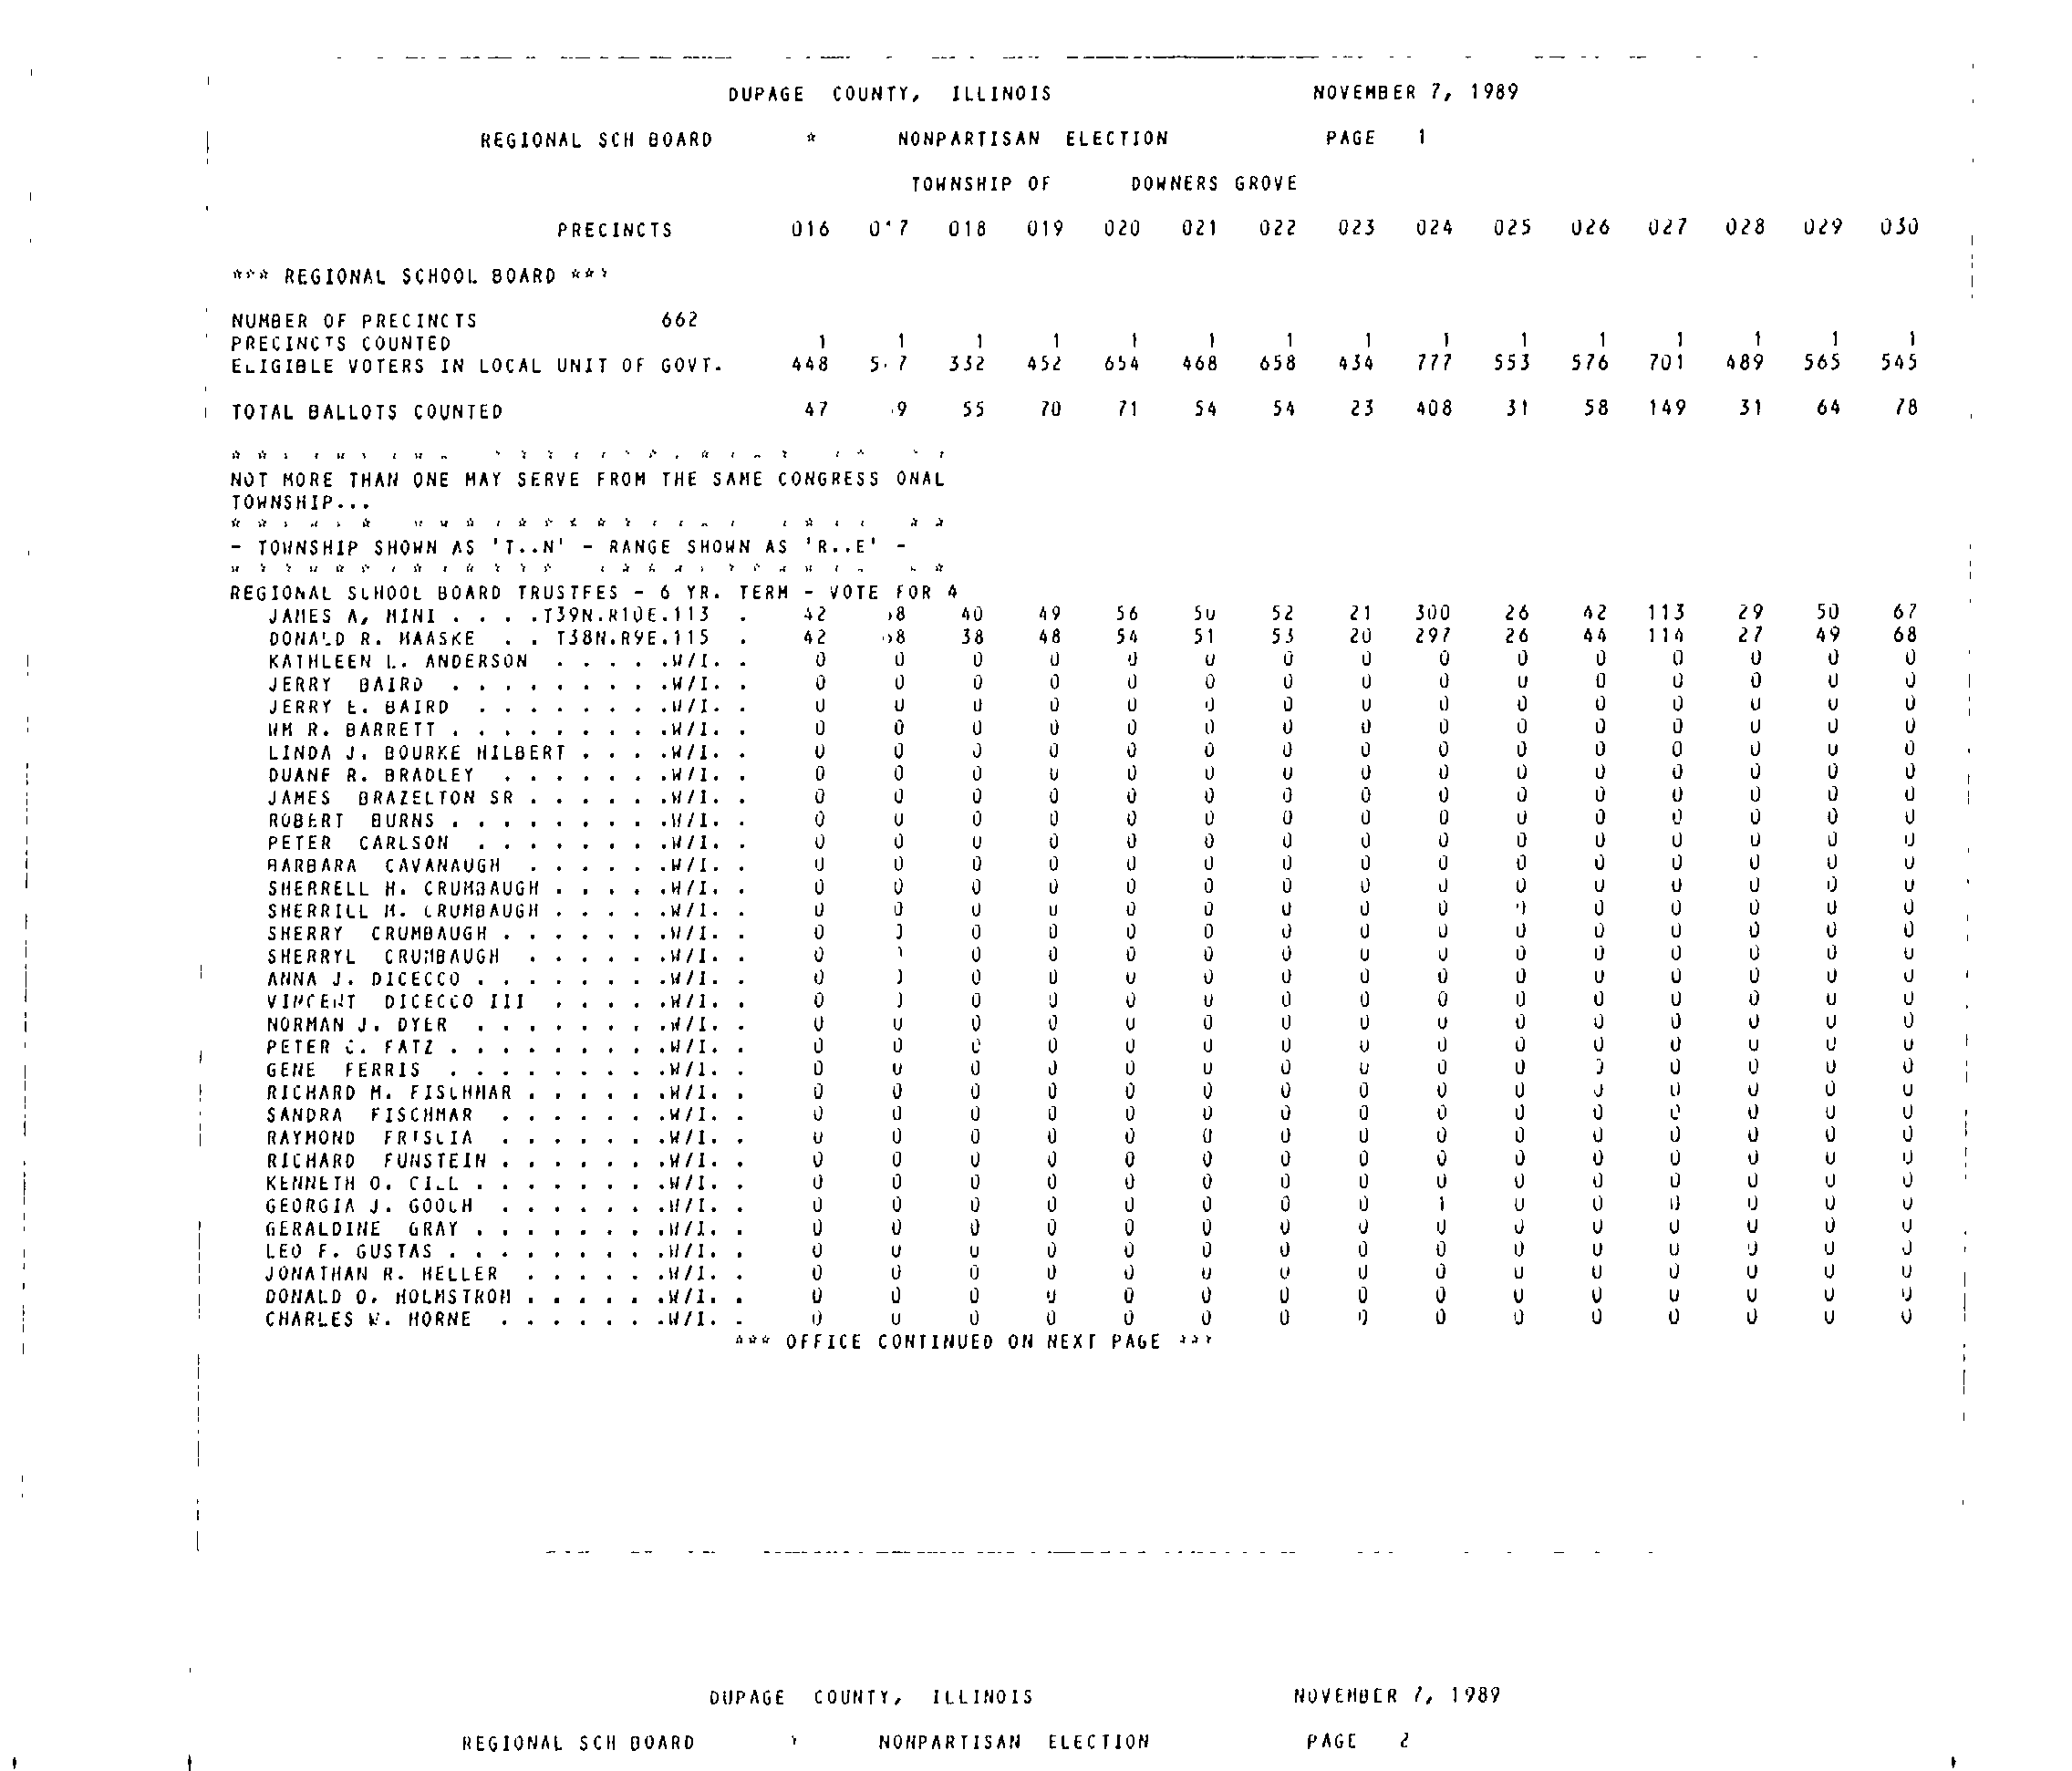 DUPAGE COUNTY, ILLINOIS NOVEMBER 7, 1989
REGIONAL SCH BOARD * NONPARTISAN ELECTION PAGE 1
TOWNSHIP OF DOWNERS GROVE
PRECINCTS 016 017 018 019 020 021 022 023 024 025 026 027 028 029 030
*** REGIONAL SCHOOL BOARD ***
NUMBER OF PRECINCTS 662
PRECINCTS COUNTED 1 1 1 1 1 1 1 1 1 1 1 1 1 1 1
ELIGIBLE VOTERS IN LOCAL UNIT OF GOVT. 448 332 452 654 468 658 434 777 553 576 701 489 565 545
TOTAL BALLOTS COUNTED 47 55 70 71 54 54 23 408 31 58 149 31 64 78
NOT MORE THAN ONE MAY SERVE FROM THE SAME CONGRESS ONAL
TOWNSHIP...
- TOWNSHIP SHOWN AS 'T..N' - RANGE SHOWN AS 'R..E' -
REGIONAL SCHOOL BOARD TRUSTEES - 6 YR. TERM - VOTE FOR 4
JAMES A, MINI . . . .T39N.R10E.113 . 42 40 49 56 50 52 21 300 26 42 113 29 50 67
DONALD R. HAASKE . . T38N.R9E.115 . 42 38 48 54 51 53 20 297 26 44 114 27 49 68
KATHLEEN L. ANDERSON . . . . .W/I. . 0 0 0 0 0 0 0 0 0 0 0 0 0 0 0
JERRY BAIRD . . . . . . . . .W/I. . 0 0 0 0 0 0 0 0 0 0 0 0 0 0 0
JERRY E. BAIRD . . . . . . . .W/I. . 0 0 0 0 0 0 0 0 0 0 0 0 0 0 0
WM R. BARRETT . . . . . . . . .W/I. . 0 0 0 0 0 0 0 0 0 0 0 0 0 0 0
LINDA J. BOURKE HILBERT . . . .W/I. . 0 0 0 0 0 0 0 0 0 0 0 0 0 0 0
DUANE R. BRADLEY . . . . . . .W/I. . 0 0 0 0 0 0 0 0 0 0 0 0 0 0 0
JAMES BRAZELTON SR . . . . . .W/I. . 0 0 0 0 0 0 0 0 0 0 0 0 0 0 0
ROBERT BURNS . . . . . . . . .W/I. . 0 0 0 0 0 0 0 0 0 0 0 0 0 0 0
PETER CARLSON . . . . . . . .W/I. . 0 0 0 0 0 0 0 0 0 0 0 0 0 0 0
BARBARA CAVANAUGH . . . . . .W/I. . 0 0 0 0 0 0 0 0 0 0 0 0 0 0 0
SHERRELL H. CRUMBAUGH . . . . .W/I. . 0 0 0 0 0 0 0 0 0 0 0 0 0 0 0
SHERRILL H. CRUMBAUGH . . . . .W/I. . 0 0 0 0 0 0 0 0 0 0 0 0 0 0 0
SHERRY CRUMBAUGH . . . . . . .W/I. . 0 0 0 0 0 0 0 0 0 0 0 0 0 0 0
SHERRYL CRUMBAUGH . . . . . .W/I. . 0 0 0 0 0 0 0 0 0 0 0 0 0 0
ANNA J. DICECCO . . . . . . . .W/I. . 0 0 0 0 0 0 0 0 0 0 0 0 0 0 0
VINCENT DICECCO III . . . . .W/I. . 0 0 0 0 0 0 0 0 0 0 0 0 0 0 0
NORMAN J. DYER . . . . . . . .W/I. . 0 0 0 0 0 0 0 0 0 0 0 0 0 0 0
PETER C. FATZ . . . . . . . . .W/I. . 0 0 0 0 0 0 0 0 0 0 0 0 0 0 0
GENE FERRIS . . . . . . . . .W/I. . 0 0 0 0 0 0 0 0 0 0 0 0 0 0 0
RICHARD M. FISCHMAR . . . . . .W/I. . 0 0 0 0 0 0 0 0 0 0 0 0 0 0 0
SANDRA FISCHMAR . . . . . . .W/I. . 0 0 0 0 0 0 0 0 0 0 0 0 0 0 0
RAYMOND FRISCIA . . . . . . .W/I. . 0 0 0 0 0 0 0 0 0 0 0 0 0 0 0
RICHARD FUNSTEIN . . . . . . .W/I. . 0 0 0 0 0 0 0 0 0 0 0 0 0 0 0
KENNETH O. . . . . . . . .W/I. . 0 0 0 0 0 0 0 0 0 0 0 0 0 0 0
GEORGIA J. GOOCH . . . . . . .W/I. . 0 0 0 0 0 0 0 0 1 0 0 0 0 0 0
GERALDINE GRAY . . . . . . . .W/I. . 0 0 0 0 0 0 0 0 0 0 0 0 0 0 0
LEO F. GUSTAS . . . . . . . . .W/I. . 0 0 0 0 0 0 0 0 0 0 0 0 0 0 0
JONATHAN R. HELLER . . . . . .W/I. . 0 0 0 0 0 0 0 0 0 0 0 0 0 0 0
DONALD O. HOLMSTROM . . . . . .W/I. . 0 0 0 0 0 0 0 0 0 0 0 0 0 0 0
CHARLES W. HORNE . . . . . . .W/I. . 0 0 0 0 0 0 0 0 0 0 0 0 0 0 0
*** OFFICE CONTINUED ON NEXT PAGE ***
DUPAGE COUNTY, ILLINOIS NOVEMBER 7, 1989
REGIONAL SCH BOARD * NONPARTISAN ELECTION PAGE 2